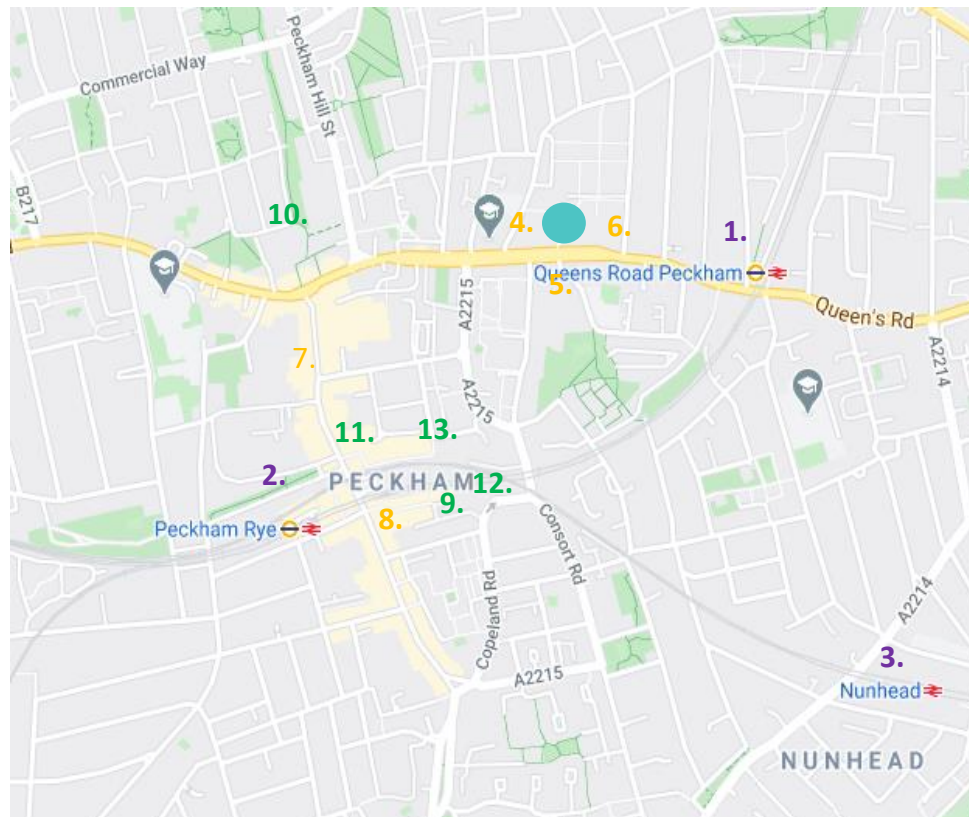 Peckham Hill St
Commercial Way
B217
10.
4.
6.
1.
Queens Road Peckham
5.
A2215
Queen's Rd
A2214
7.
A2215
11.
13.
2.
PECKHAM
12.
9.
8.
Peckham Rye
Consort Rd
Copeland Rd
A2214
3.
A2215
Nunhead
NUNHEAD